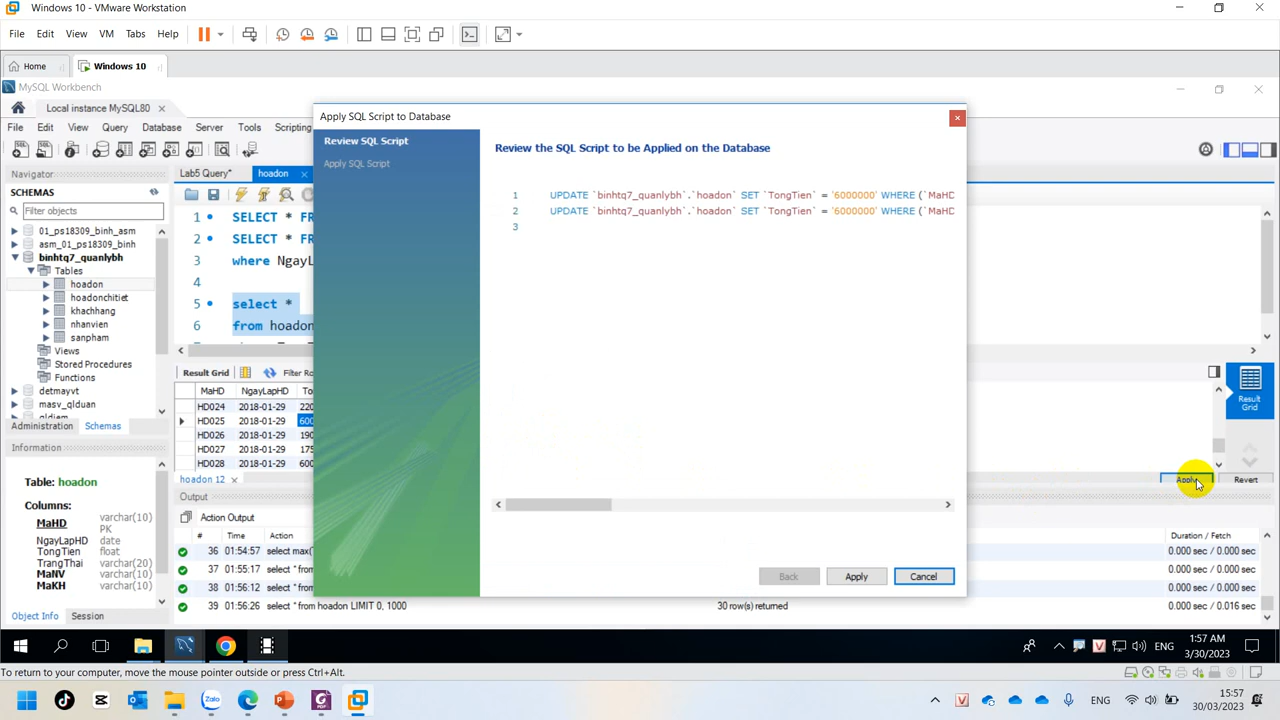 Windows 10 - VMware Workstation
File Edit View VM Tabs Help
Home Windows 10
MySQL Workbench
Local instance MySQL80
File Edit View Query Database Server Tools Scripting
Navigator
SCHEMAS
Filter objects
01_ps18309_binh_asm
asm_01_ps18309_binh
binhtq7_quanlybh
Tables
hoadon
hoadonchitiet
khachhang
nhanvien
sanpham
Views
Stored Procedures
Functions
detmayvt
masv_qlduan
qldiem
Administration Schemas
Information
Table: hoadon
Columns:
MaHD varchar(10)
PK
NgayLapHD date
TongTien float
TrangThai varchar(20)
MaNV varchar(10)
MaKH varchar(10)
Object Info Session
Lab5 Query* hoadon
1 SELECT * FR
2 SELECT * FR
3 where NgayL
4
5 select *
6 from hoadon
Result Grid Filter Ro
MaHD NgayLapHD To
HD024 2018-01-29 220
HD025 2018-01-29 600
HD026 2018-01-29 190
HD027 2018-01-29 175
HD028 2018-01-29 600
hoadon 12
Result Grid
Apply Revert
Output
Action Output
# Time Action Duration / Fetch
36 01:54:57 select max( 0.000 sec / 0.000 sec
37 01:55:17 select * from 0.000 sec / 0.000 sec
38 01:56:12 select * from 0.000 sec / 0.000 sec
39 01:56:26 select * from hoadon LIMIT 0, 1000 30 row(s) returned 0.000 sec / 0.016 sec
Apply SQL Script to Database
Review SQL Script
Apply SQL Script
Review the SQL Script to be Applied on the Database
1 UPDATE `binhtq7_quanlybh`.`hoadon` SET `TongTien` = '6000000' WHERE (`MaHD
2 UPDATE `binhtq7_quanlybh`.`hoadon` SET `TongTien` = '6000000' WHERE (`MaHD
3
Back Apply Cancel
ENG 1:57 AM
3/30/2023
To return to your computer, move the mouse pointer outside or press Ctrl+Alt.
Zalo
ENG 15:57
30/03/2023